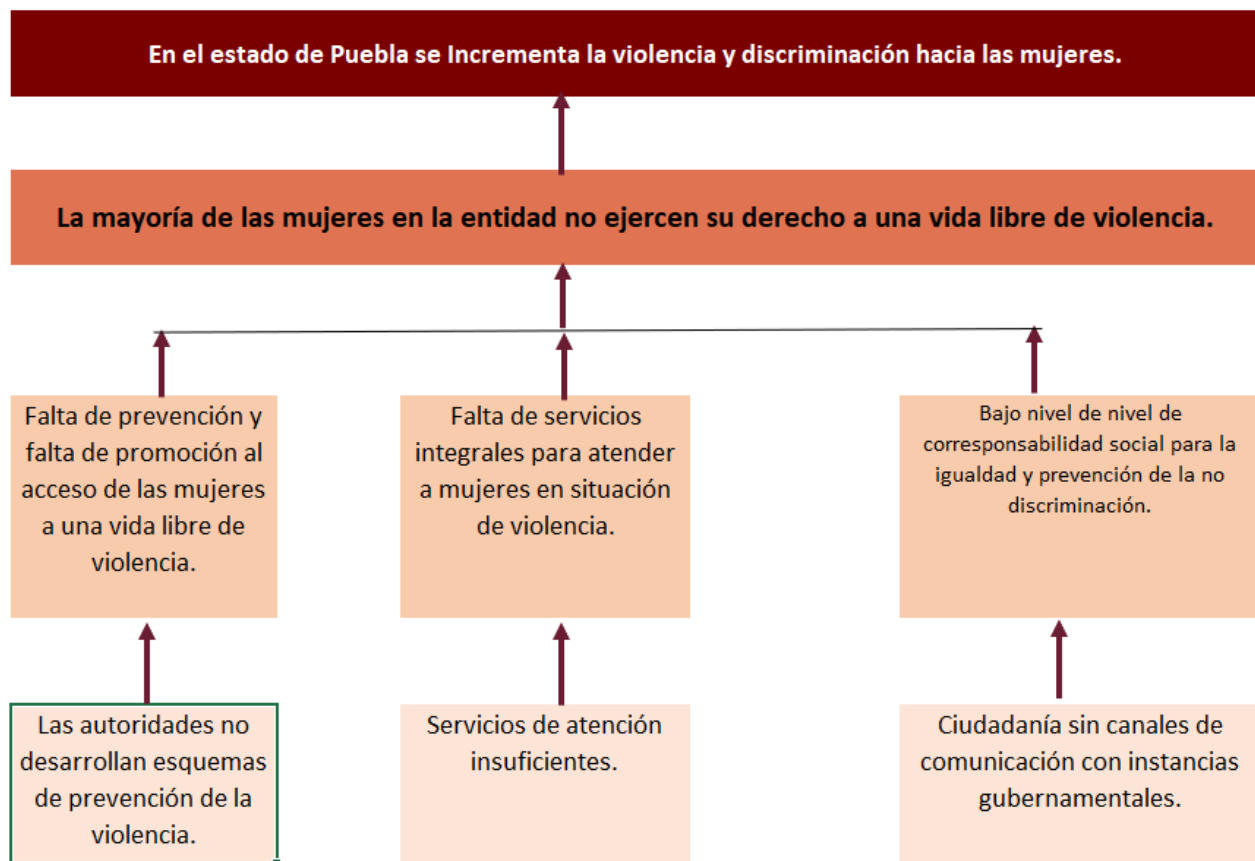 En el estado de Puebla se Incrementa la violencia y discriminación hacia las mujeres.
La mayoría de las mujeres en la entidad no ejercen su derecho a una vida libre de violencia.
Falta de prevención y
falta de promoción al
acceso de las mujeres
a una vida libre de
violencia.
Falta de servicios
integrales para atender
a mujeres en situación
de violencia.
Bajo nivel de nivel de
corresponsabilidad social para la
igualdad y prevención de la no
discriminación.
Las autoridades no
desarrollan esquemas
de prevención de la
violencia.
Servicios de atención
insuficientes.
Ciudadanía sin canales de
comunicación con instancias
gubernamentales.